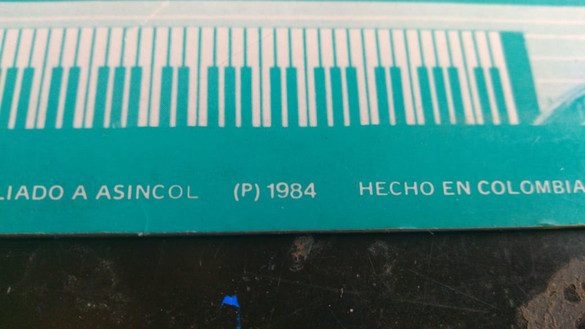 LIADO A ASINCOL (P) 1984 HECHO EN COLOMBIA